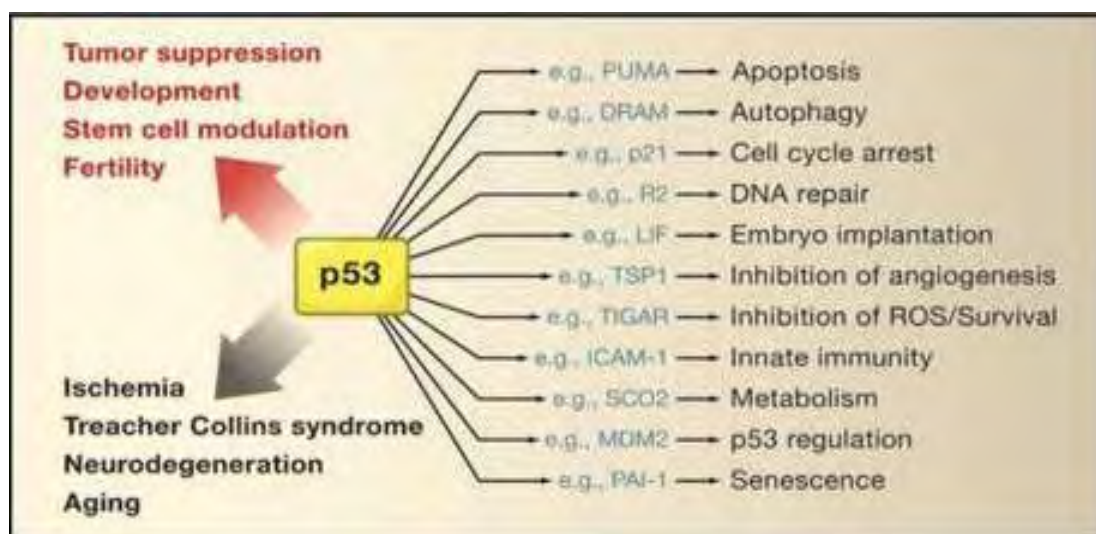 Tumor suppression
Development
Stem cell modulation
Fertility
p53
Ischemia
Treacher Collins syndrome
Neurodegeneration
Aging
e.g., PUMA Apoptosis
e.g., DRAM Autophagy
e.g., p21 Cell cycle arrest
e.g., R2 DNA repair
e.g., LIF Embryo implantation
e.g., TSP1 Inhibition of angiogenesis
e.g., TIGAR Inhibition of ROS/Survival
e.g., ICAM-1 Innate immunity
e.g., SCO2 Metabolism
e.g., MDM2 p53 regulation
e.g., PAI-1 Senescence